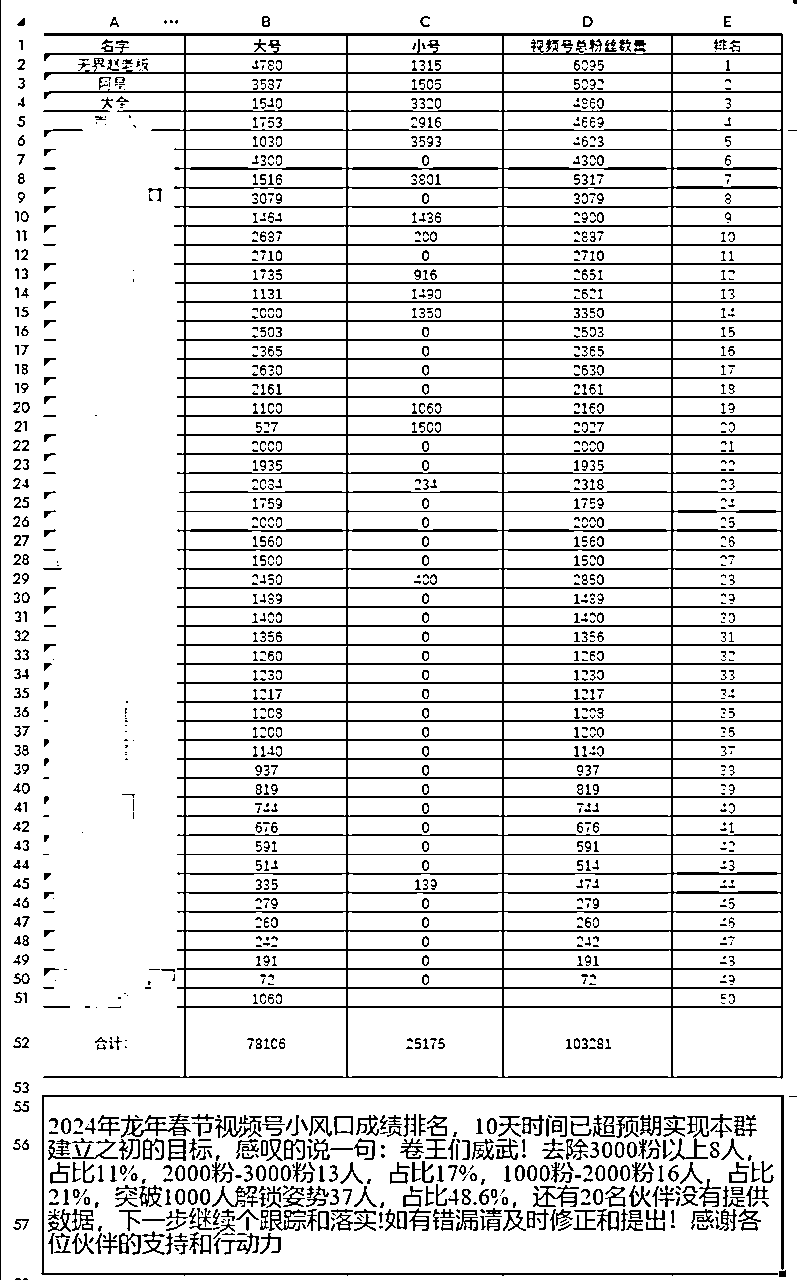 A ... B C D E
1 名字 大号 小号 视频号总粉丝数量 排名
2 无界赵老板 4780 1315 6095 1
3 阿星 3587 1505 5092 2
4 大全 1540 3320 4860 3
5 1753 2916 4669 4
6 1030 3593 4623 5
7 4300 0 4300 6
8 1516 3801 5317 7
9 3079 0 3079 8
10 1464 1436 2900 9
11 2687 200 2887 10
12 2710 0 2710 11
13 1735 916 2651 12
14 1131 1490 2621 13
15 2000 1350 3350 14
16 2503 0 2503 15
17 2365 0 2365 16
18 2630 0 2630 17
19 2161 0 2161 18
20 1100 1060 2160 19
21 527 1500 2027 20
22 2000 0 2000 21
23 1935 0 1935 22
24 2084 234 2318 23
25 1759 0 1759 24
26 2000 0 2000 25
27 1560 0 1560 26
28 1500 0 1500 27
29 2450 400 2850 28
30 1489 0 1489 29
31 1400 0 1400 30
32 1356 0 1356 31
33 1260 0 1260 32
34 1230 0 1230 33
35 1217 0 1217 34
36 1208 0 1208 35
37 1200 0 1200 36
38 1140 0 1140 37
39 937 0 937 38
40 819 0 819 39
41 744 0 744 40
42 676 0 676 41
43 591 0 591 42
44 514 0 514 43
45 335 139 474 44
46 279 0 279 45
47 260 0 260 46
48 242 0 242 47
49 191 0 191 48
50 72 0 72 49
51 1060 50
52 合计: 78106 25175 103281
53
55
2024年龙年春节视频号小风口成绩排名，10天时间已超预期实现本群
56 建立之初的目标，感叹的说一句：卷王们威武！去除3000粉以上8人，
占比11%，2000粉-3000粉13人，占比17%，1000粉-2000粉16人，占比
21%，突破1000人解锁姿势37人，占比48.6%，还有20名伙伴没有提供
57 数据，下一步继续个跟踪和落实!如有错漏请及时修正和提出！感谢各
位伙伴的支持和行动力